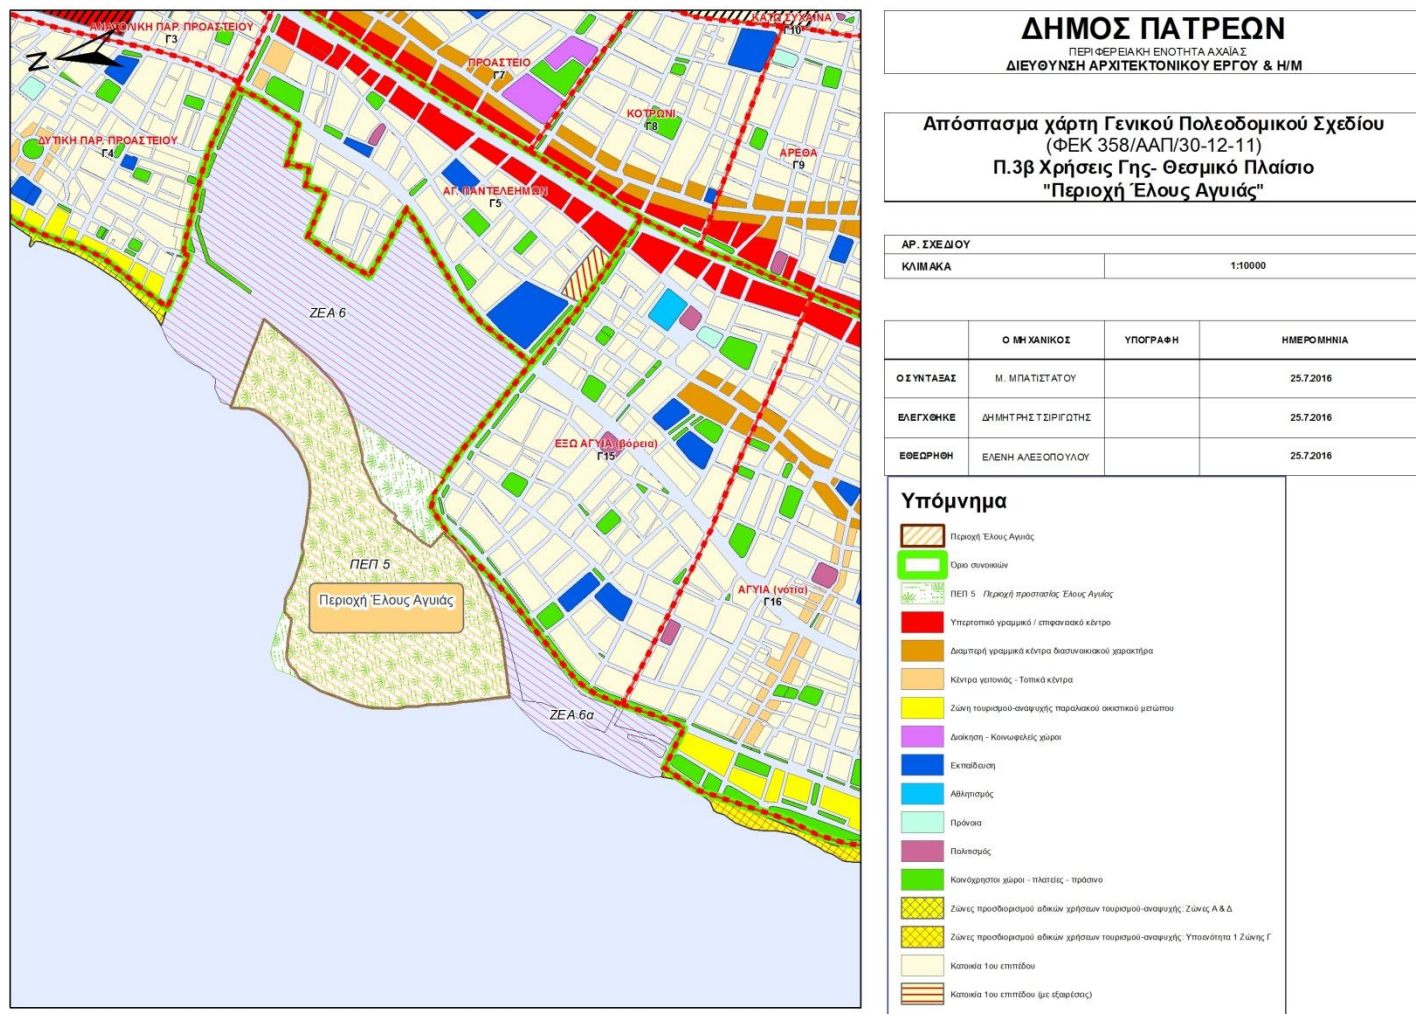 ΑΝΑΤΟΛΙΚΗ ΠΑΡ. ΠΡΟΑΣΤΕΙΟΥ
Γ3
ΚΑΤΩ ΣΥΧΑΙΝΑ
Γ10
N
ΠΡΟΑΣΤΕΙΟ
Γ7
ΚΟΤΡΩΝΙ
Γ8
ΔΥΤΙΚΗ ΠΑΡ. ΠΡΟΑΣΤΕΙΟΥ
Γ4
ΑΡΕΘΑ
Γ9
ΑΓ. ΠΑΝΤΕΛΕΗΜΩΝ
Γ5
ΖΕΑ 6
ΕΞΩ ΑΓΥΙΑ (βόρεια)
Γ15
ΠΕΠ 5
Περιοχή Έλους Αγυιάς
ΑΓΥΙΑ (νότια)
Γ16
ΖΕΑ 6α
ΔΗΜΟΣ ΠΑΤΡΕΩΝ
ΠΕΡΙΦΕΡΕΙΑΚΗ ΕΝΟΤΗΤΑ ΑΧΑΪΑΣ
ΔΙΕΥΘΥΝΣΗ ΑΡΧΙΤΕΚΤΟΝΙΚΟΥ ΕΡΓΟΥ & Η/Μ
Απόσπασμα χάρτη Γενικού Πολεοδομικού Σχεδίου
(ΦΕΚ 358/ΑΑΠ/30-12-11)
Π.3β Χρήσεις Γης- Θεσμικό Πλαίσιο
"Περιοχή Έλους Αγυιάς"
ΑΡ. ΣΧΕΔΙΟΥ
ΚΛΙΜΑΚΑ 1:10000
Ο ΜΗΧΑΝΙΚΟΣ ΥΠΟΓΡΑΦΗ ΗΜΕΡΟΜΗΝΙΑ
Ο ΣΥΝΤΑΞΑΣ Μ. ΜΠΑΤΙΣΤΑΤΟΥ 25.7.2016
ΕΛΕΓΧΘΗΚΕ ΔΗΜΗΤΡΗΣ ΤΣΙΡΙΓΩΤΗΣ 25.7.2016
ΕΘΕΩΡΗΘΗ ΕΛΕΝΗ ΑΛΕΞΟΠΟΥΛΟΥ 25.7.2016
Υπόμνημα
Περιοχή Έλους Αγυιάς
Όριο συνοικιών
ΠΕΠ 5 Περιοχή προστασίας Έλους Αγυίας
Υπερτοπικό γραμμικό / επιφανειακό κέντρο
Διαμπερή γραμμικά κέντρα διασυνοικιακού χαρακτήρα
Κέντρα γειτονιάς - Τοπικά κέντρα
Ζώνη τουρισμού-αναψυχής παραλιακού οικιστικού μετώπου
Διοίκηση - Κοινωφελείς χώροι
Εκπαίδευση
Αθλητισμός
Πρόνοια
Πολιτισμός
Κοινόχρηστοι χώροι - πλατείες - πράσινο
Ζώνες προσδιορισμού ειδικών χρήσεων τουρισμού-αναψυχής: Ζώνες Α & Δ
Ζώνες προσδιορισμού ειδικών χρήσεων τουρισμού-αναψυχής: Υποενότητα 1 Ζώνης Γ
Κατοικία 1ου επιπέδου
Κατοικία 1ου επιπέδου (με εξαιρέσεις)